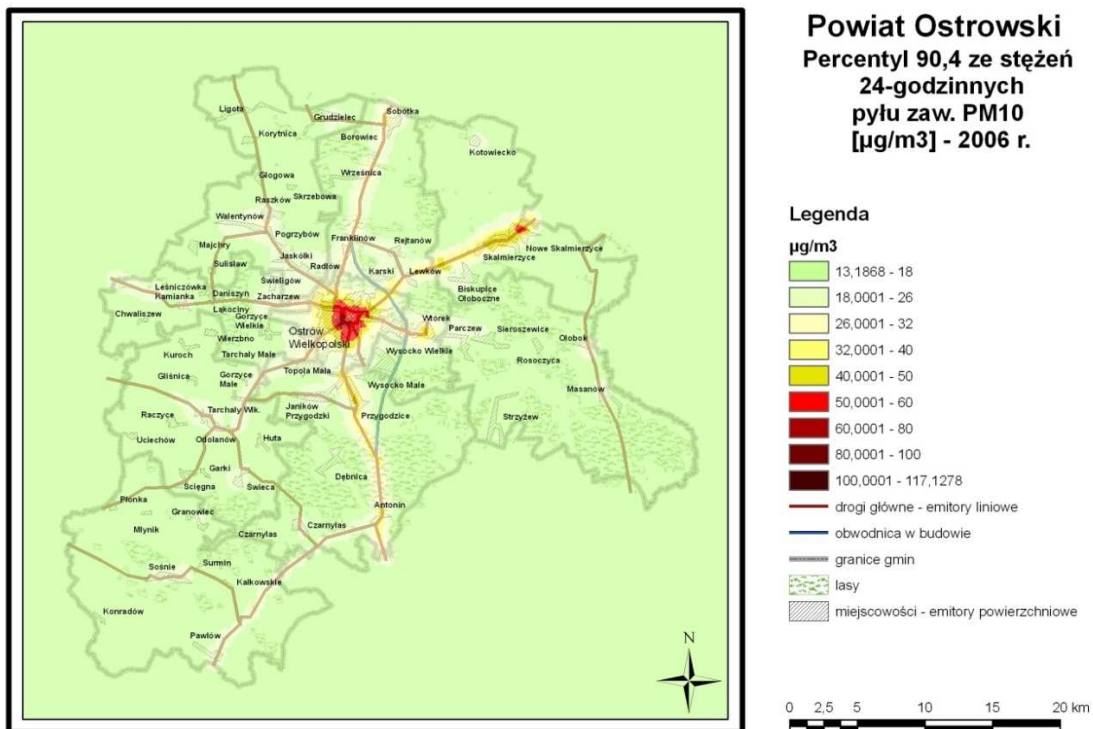 Powiat Ostrowski
Percentyl 90,4 ze stężeń
24-godzinnych
pyłu zaw. PM10
[µg/m3] - 2006 r.
Legenda
µg/m3
13,1868 - 18
18,0001 - 26
26,0001 - 32
32,0001 - 40
40,0001 - 50
50,0001 - 60
60,0001 - 80
80,0001 - 100
100,0001 - 117,1278
drogi główne - emitory liniowe
obwodnica w budowie
granice gmin
lasy
miejscowości - emitory powierzchniowe
0 2,5 5 10 15 20 km
N
Ligota
Grudzielec
Sobótka
Korytnica
Borowiec
Kotowiecko
Głogowa
Wrześnica
Raszków
Skrzebowa
Walentynów
Pogrzybów
Franklinów
Rejtanów
Majchry
Nowe Skalmierzyce
Jaskółki
Skalmierzyce
Sulisław
Radłów
Karski
Lewków
Świeligów
Leśniczówka
Kamianka
Daniszyn
Zacharzew
Biskupice
Ołoboczne
Chwaliszew
Łąkociny
Gorzyce
Wielkie
Wtórek
Parczew
Sieroszewice
Ostrów
Wielkopolski
Wierzbno
Ołobok
Kuroch
Tarchały Małe
Wysocko Wielkie
Rosoczyca
Gliśnica
Gorzyce
Małe
Topola Mała
Wysocko Małe
Masanów
Raczyce
Tarchały Wlk.
Janików
Przygodzki
Przygodzice
Strzyżew
Uciechów
Odolanów
Huta
Garki
Dębnica
Ścięgna
Świeca
Płonka
Granowiec
Antonin
Młynik
Czarnylas
Czarnylas
Sośnie
Surmin
Kałkowskie
Konradów
Pawłów